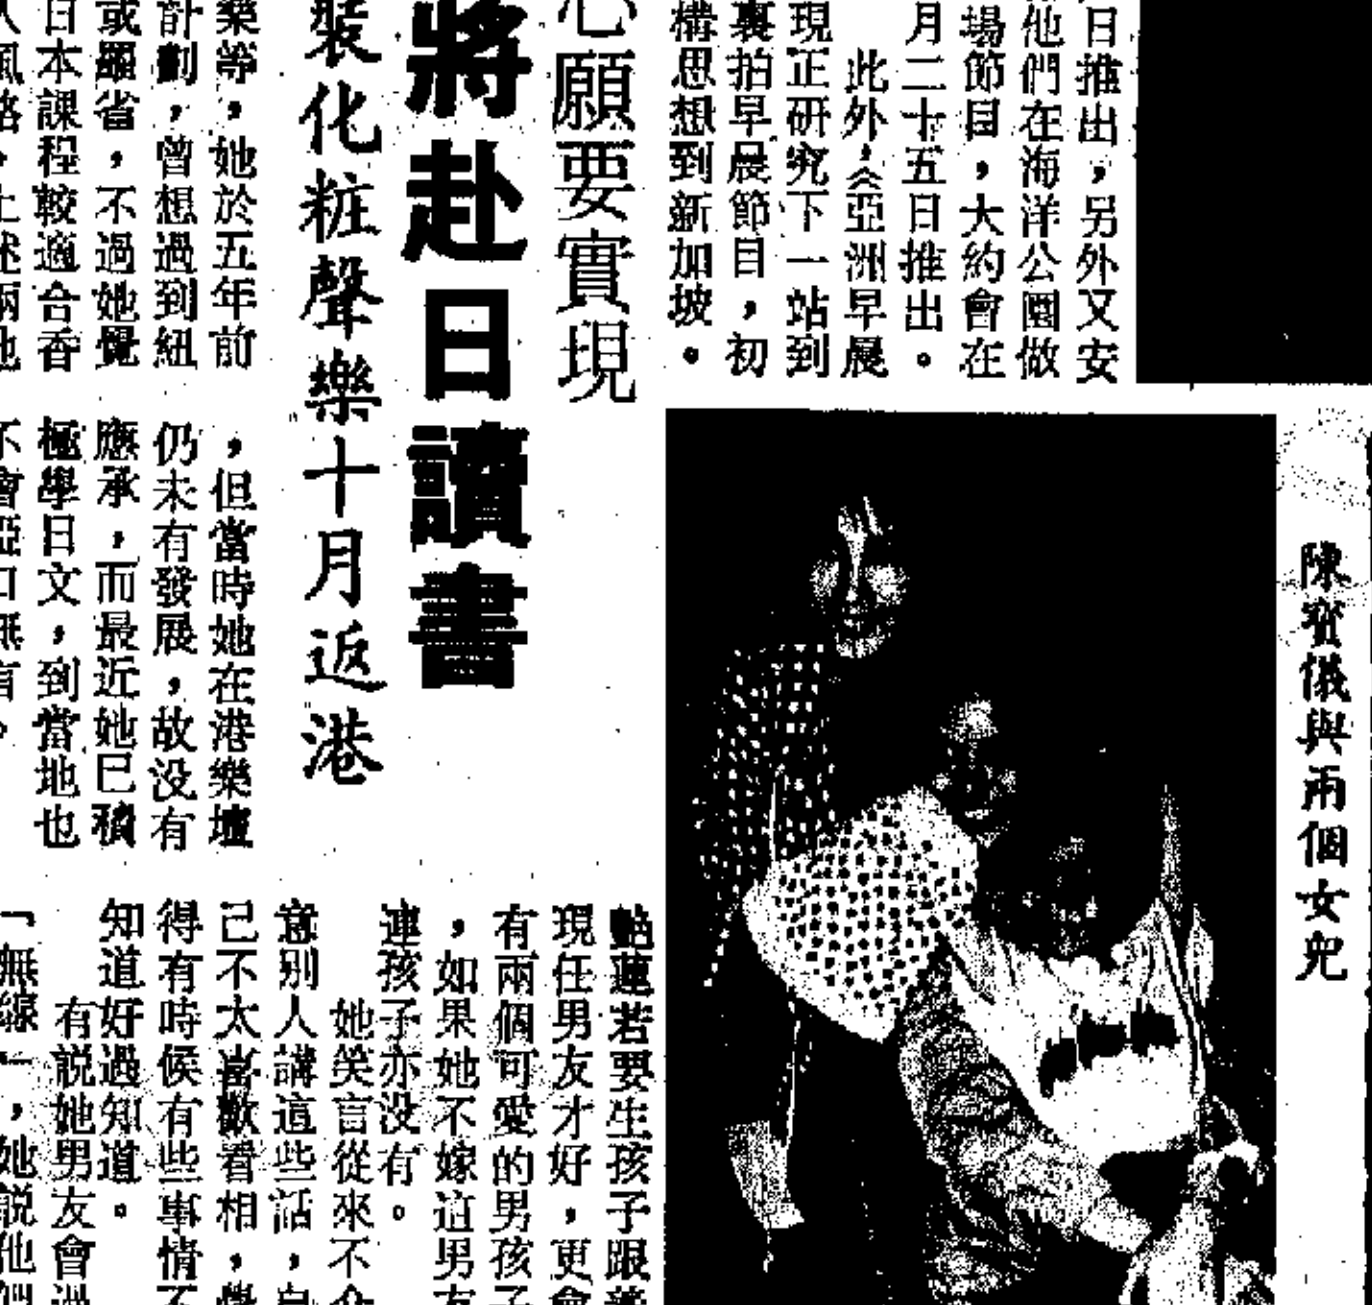 日推出，另外又安
他們在海洋公園做
場節目，大約會在
月二十五日推出。
此外，《亞洲早晨
現正研究下一站到
裏拍早晨節目，初
構思想到新加坡。
心願要實現
將赴日讀書
裝化粧聲樂十月返港
樂等，她於五年前
計劃，曾想過到紐
或羅省，不過她覺
日本課程較適合香
，但當時她在港樂壇
仍未有發展，故没有
應承，而最近她已積
極學日文，到當地也
陳寶儀與兩個女兒
艶蓮若要生孩子跟
現任男友才好，更會
有兩個可愛的男孩子
，如果她不嫁這男友
連孩子亦没有。
她笑言從來不介
意别人講這些話，自
己不太喜歡看相，覺
得有時候有些事情不
知道好過知道。
有説她男友會過
「無線」，她説他們